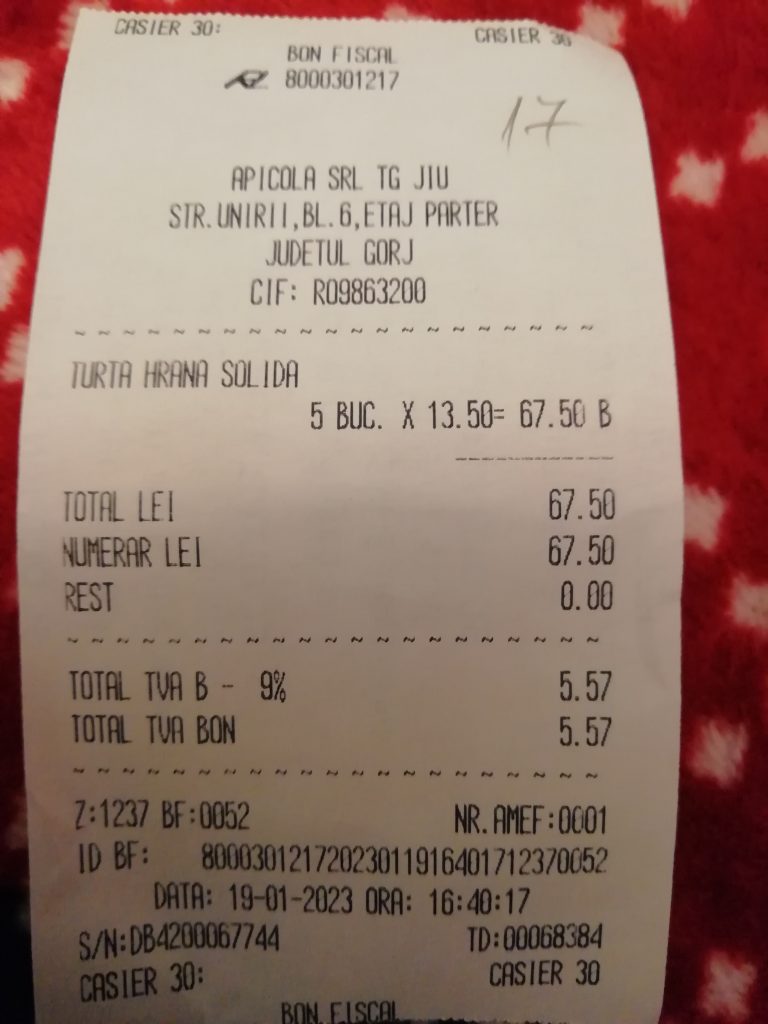 CASIER 30: CASIER 30
BON FISCAL
8000301217
17
APICOLA SRL TG JIU
STR.UNIRII,BL.6,ETAJ PARTER
JUDETUL GORJ
CIF: RO9863200
TURTA HRANA SOLIDA
5 BUC. X 13.50= 67.50 B
TOTAL LEI 67.50
NUMERAR LEI 67.50
REST 0.00
TOTAL TVA B - 9% 5.57
TOTAL TVA BON 5.57
Z:1237 BF:0052 NR.AMEF:0001
ID BF: 80003012172023011916401712370052
DATA: 19-01-2023 ORA: 16:40:17
S/N:DB4200067744 TD:00068384
CASIER 30: CASIER 30
BON FISCAL